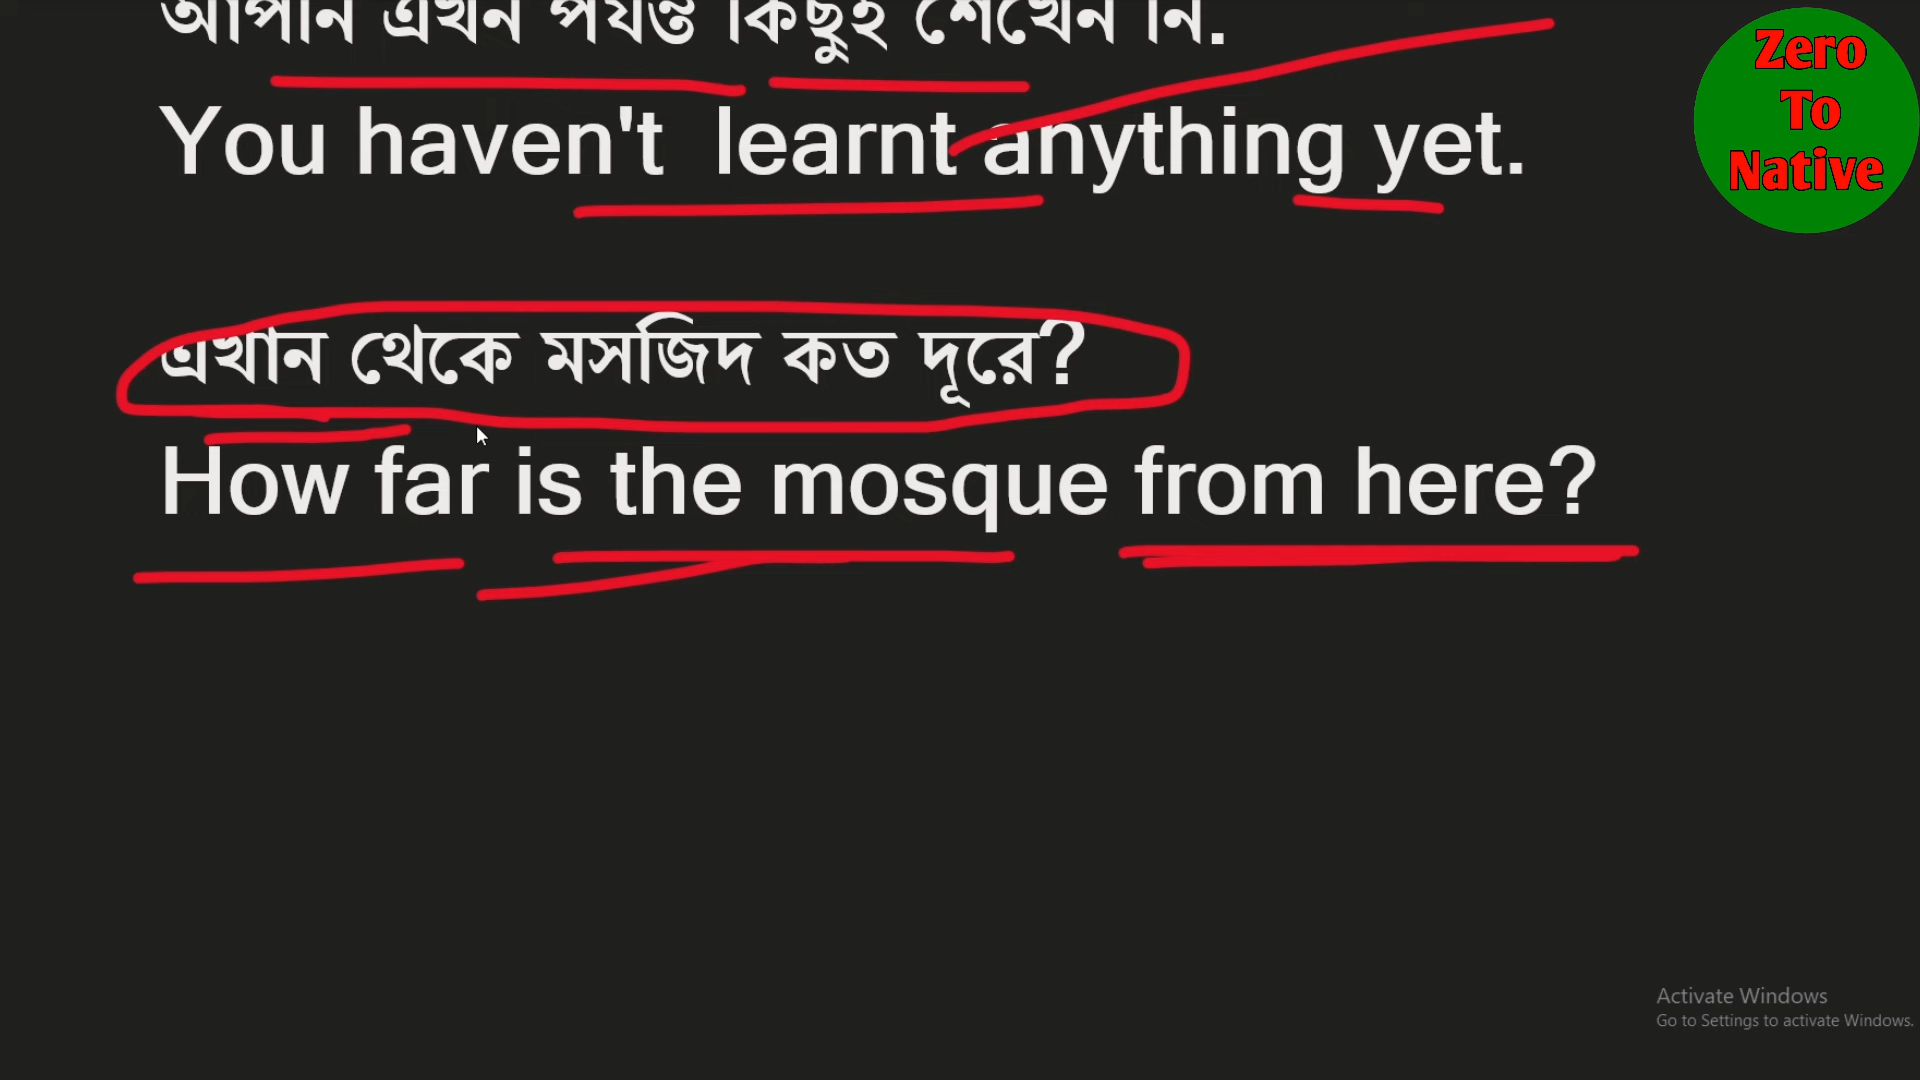 আপনি এখন পর্যন্ত কিছুই শেখেন নি.
You haven't learnt anything yet.
এখান থেকে মসজিদ কত দূরে?
How far is the mosque from here?
Zero
To
Native
Activate Windows
Go to Settings to activate Windows.